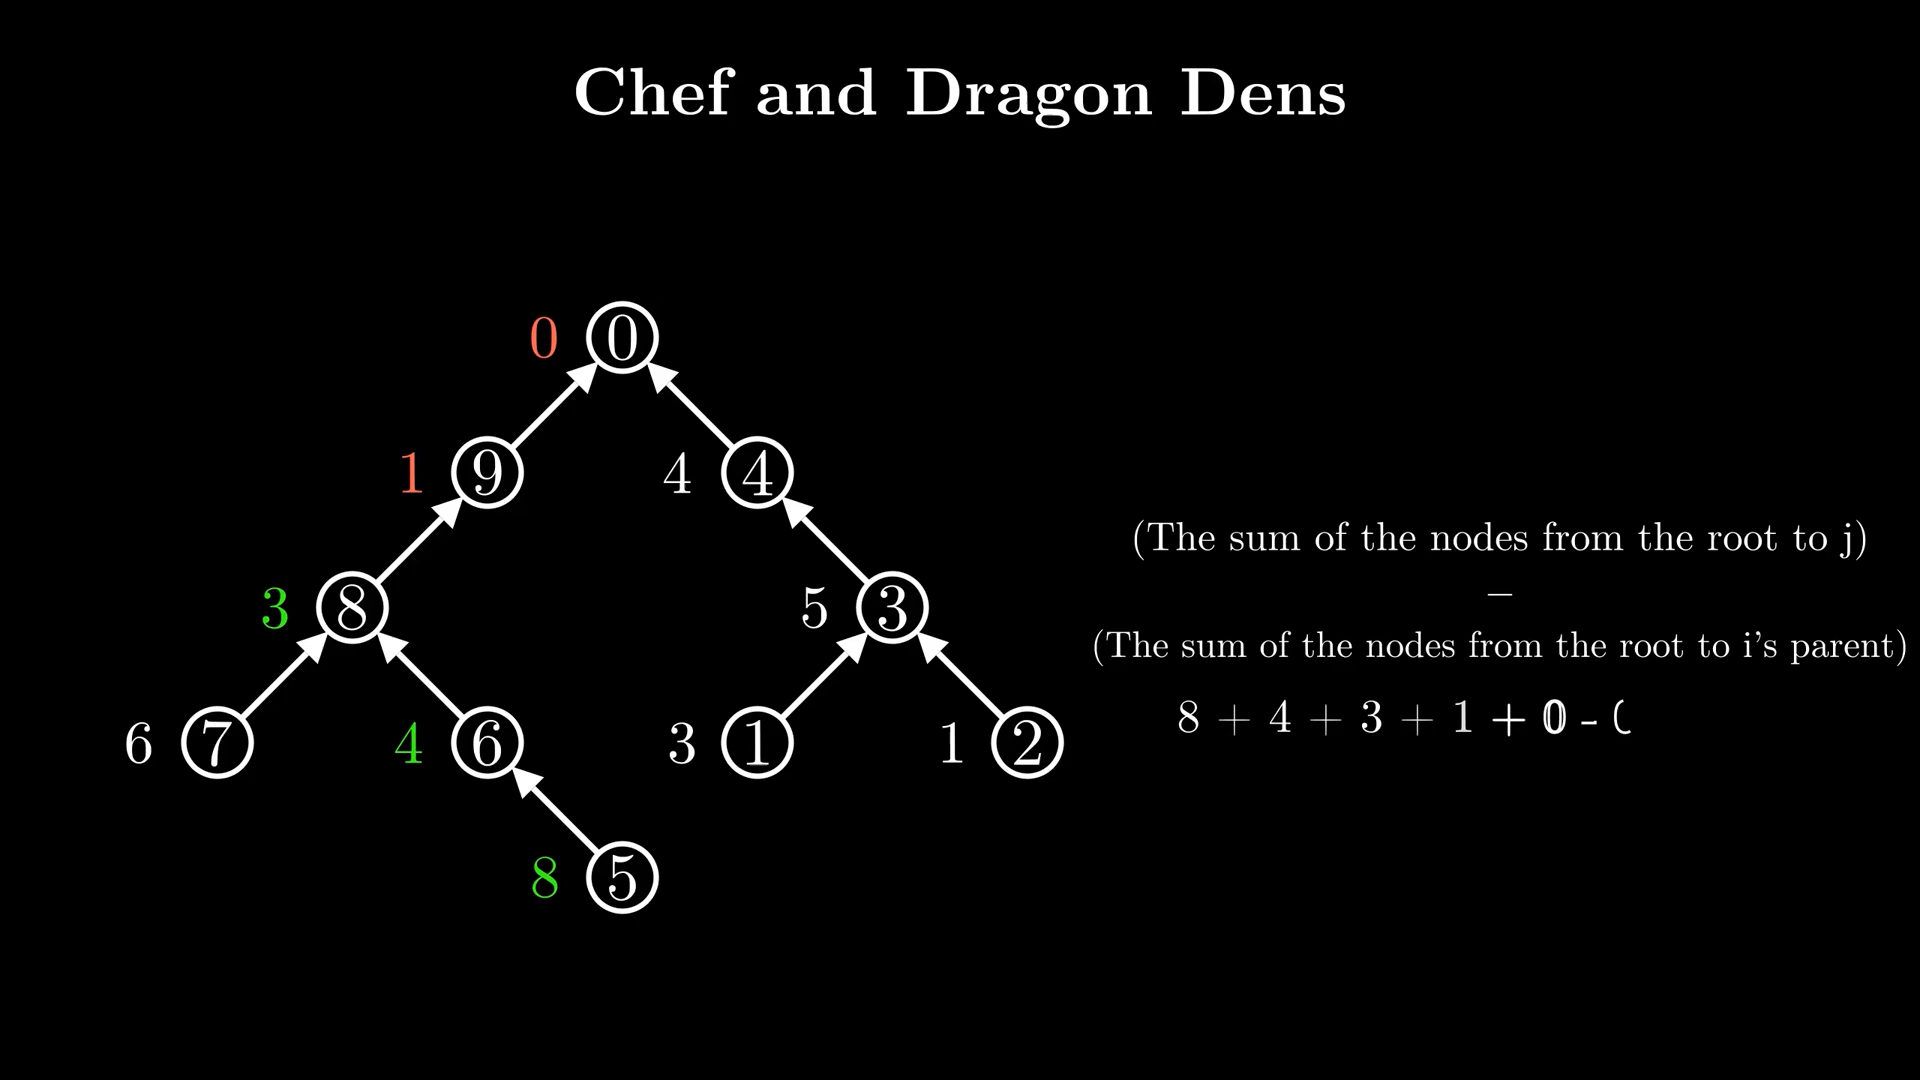 Chef and Dragon Dens
0 0
1 9 4 4
3 8 5 3
6 7 4 6 3 1 1 2
8 5
(The sum of the nodes from the root to j)
−
(The sum of the nodes from the root to i's parent)
8 + 4 + 3 + 1 + 0 -